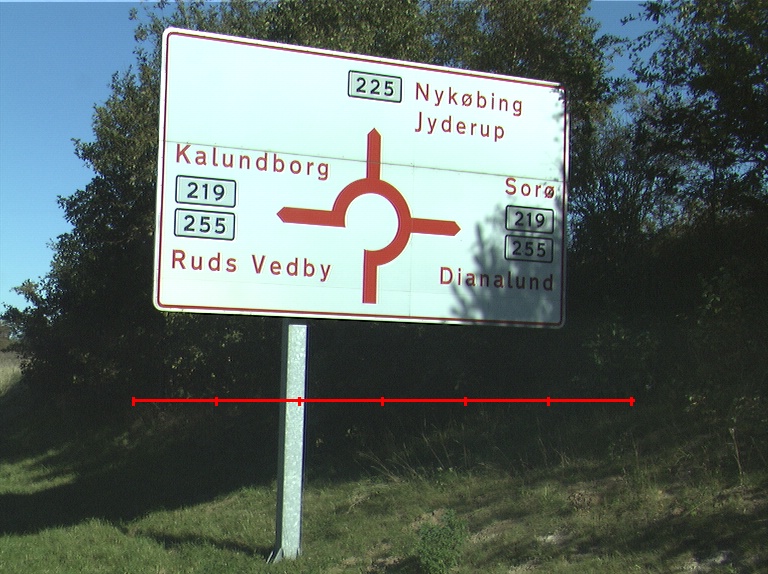 225 Nykøbing
Jyderup
Kalundborg
219
255
Ruds Vedby
Sorø
219
255
Dianalund